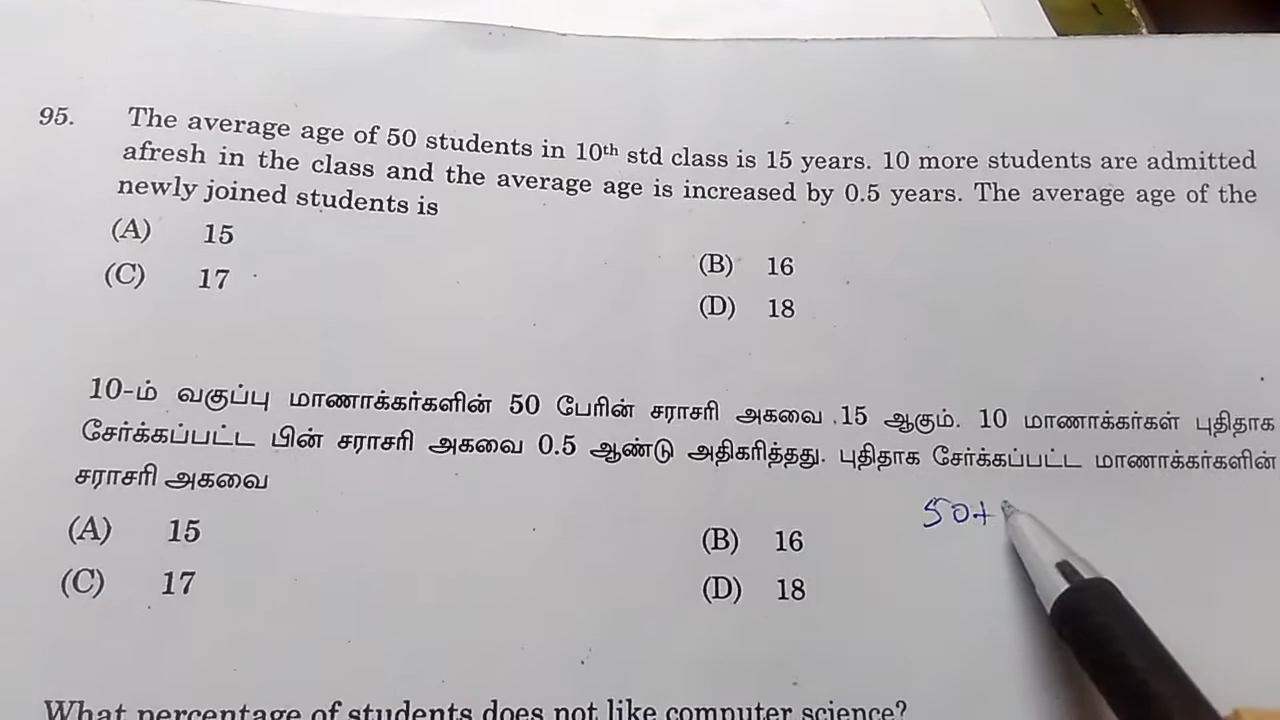 95. The average age of 50 students in 10th std class is 15 years. 10 more students are admitted
afresh in the class and the average age is increased by 0.5 years. The average age of the
newly joined students is
(A) 15
(B) 16
(C) 17
(D) 18
10-ம் வகுப்பு மாணாக்கர்களின் 50 பேரின் சராசரி அகவை 15 ஆகும். 10 மாணாக்கர்கள் புதிதாக
சேர்க்கப்பட்ட பின் சராசரி அகவை 0.5 ஆண்டு அதிகரித்தது. புதிதாக சேர்க்கப்பட்ட மாணாக்கர்களின்
சராசரி அகவை
50+
(A) 15
(B) 16
(C) 17
(D) 18
What percentage of students does not like computer science?